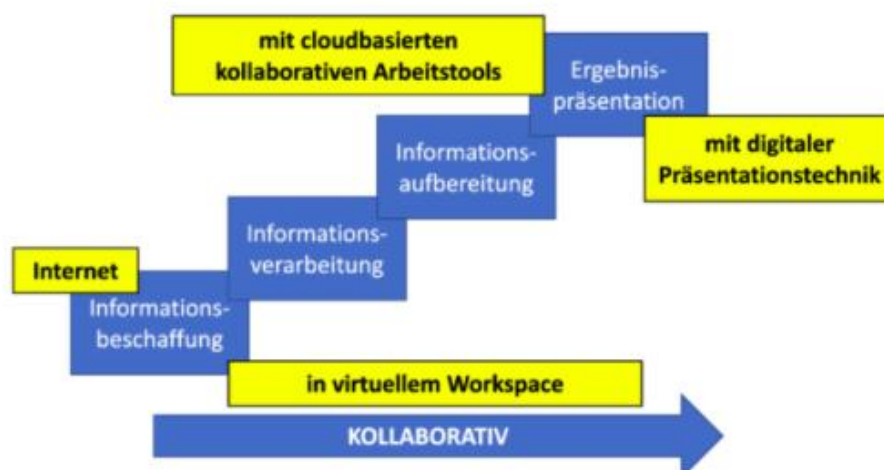 mit cloudbasierten
kollaborativen Arbeitstools
Ergebnis-
präsentation
mit digitaler
Präsentationstechnik
Informations-
aufbereitung
Informations-
verarbeitung
Internet
Informations-
beschaffung
in virtuellem Workspace
KOLLABORATIV